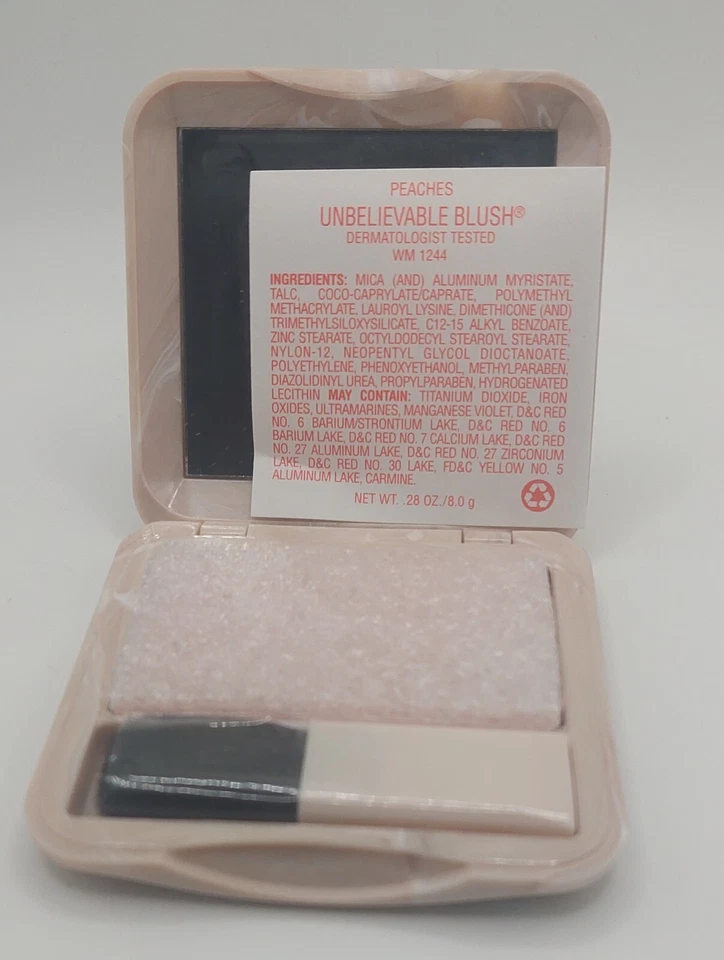 PEACHES
UNBELIEVABLE BLUSH®
DERMATOLOGIST TESTED
WM 1244
INGREDIENTS: MICA (AND) ALUMINUM MYRISTATE,
TALC, COCO-CAPRYLATE/CAPRATE, POLYMETHYL
METHACRYLATE, LAUROYL LYSINE, DIMETHICONE (AND)
TRIMETHYLSILOXYSILICATE, C12-15 ALKYL BENZOATE,
ZINC STEARATE, OCTYLDODECYL STEAROYL STEARATE,
NYLON-12, NEOPENTYL GLYCOL DIOCTANOATE,
POLYETHYLENE, PHENOXYETHANOL, METHYLPARABEN,
DIAZOLIDINYL UREA, PROPYLPARABEN, HYDROGENATED
LECITHIN MAY CONTAIN: TITANIUM DIOXIDE, IRON
OXIDES, ULTRAMARINES, MANGANESE VIOLET, D&C RED
NO. 6 BARIUM/STRONTIUM LAKE, D&C RED NO. 6
BARIUM LAKE, D&C RED NO. 7 CALCIUM LAKE, D&C RED
NO. 27 ALUMINUM LAKE, D&C RED NO. 27 ZIRCONIUM
LAKE, D&C RED NO. 30 LAKE, FD&C YELLOW NO. 5
ALUMINUM LAKE, CARMINE.
NET WT. .28 OZ./8.0 g